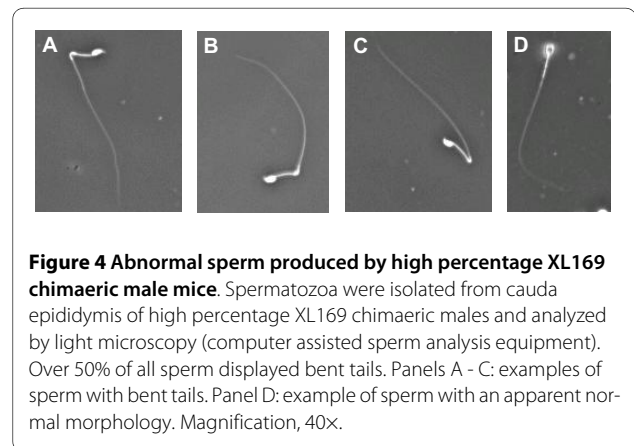 A B C D
Figure 4 Abnormal sperm produced by high percentage XL169
chimaeric male mice. Spermatozoa were isolated from cauda
epididymis of high percentage XL169 chimaeric males and analyzed
by light microscopy (computer assisted sperm analysis equipment).
Over 50% of all sperm displayed bent tails. Panels A - C: examples of
sperm with bent tails. Panel D: example of sperm with an apparent nor-
mal morphology. Magnification, 40×.